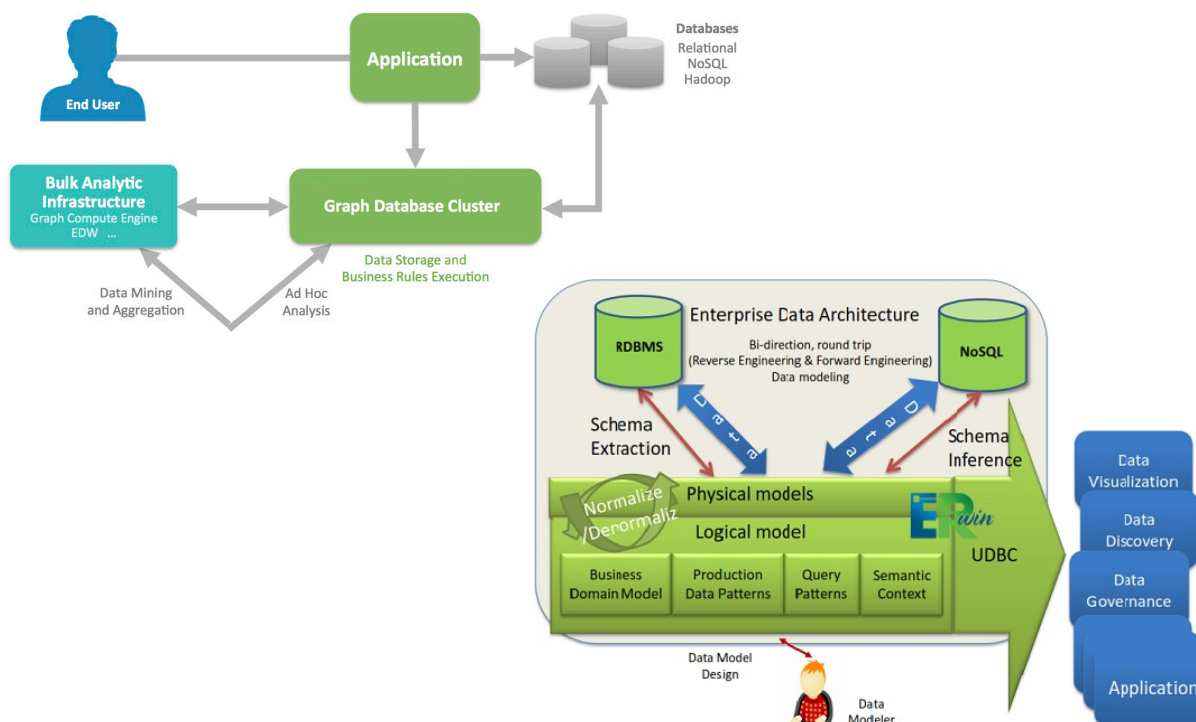 End User
Application
Databases
Relational
NoSQL
Hadoop
Bulk Analytic
Infrastructure
Graph Compute Engine
EDW ...
Graph Database Cluster
Data Storage and
Business Rules Execution
Data Mining
and Aggregation
Ad Hoc
Analysis
Enterprise Data Architecture
RDBMS
NoSQL
Bi-direction, round trip
(Reverse Engineering & Forward Engineering)
Data modeling
Data
Data
Schema
Extraction
Schema
Inference
Normalize
/Denormaliz
Physical models
ERwin
Logical model
UDBC
Business
Domain Model
Production
Data Patterns
Query
Patterns
Semantic
Context
Data
Visualization
Data
Discovery
Data
Governance
Application
Data Model
Design
Data
Modeler